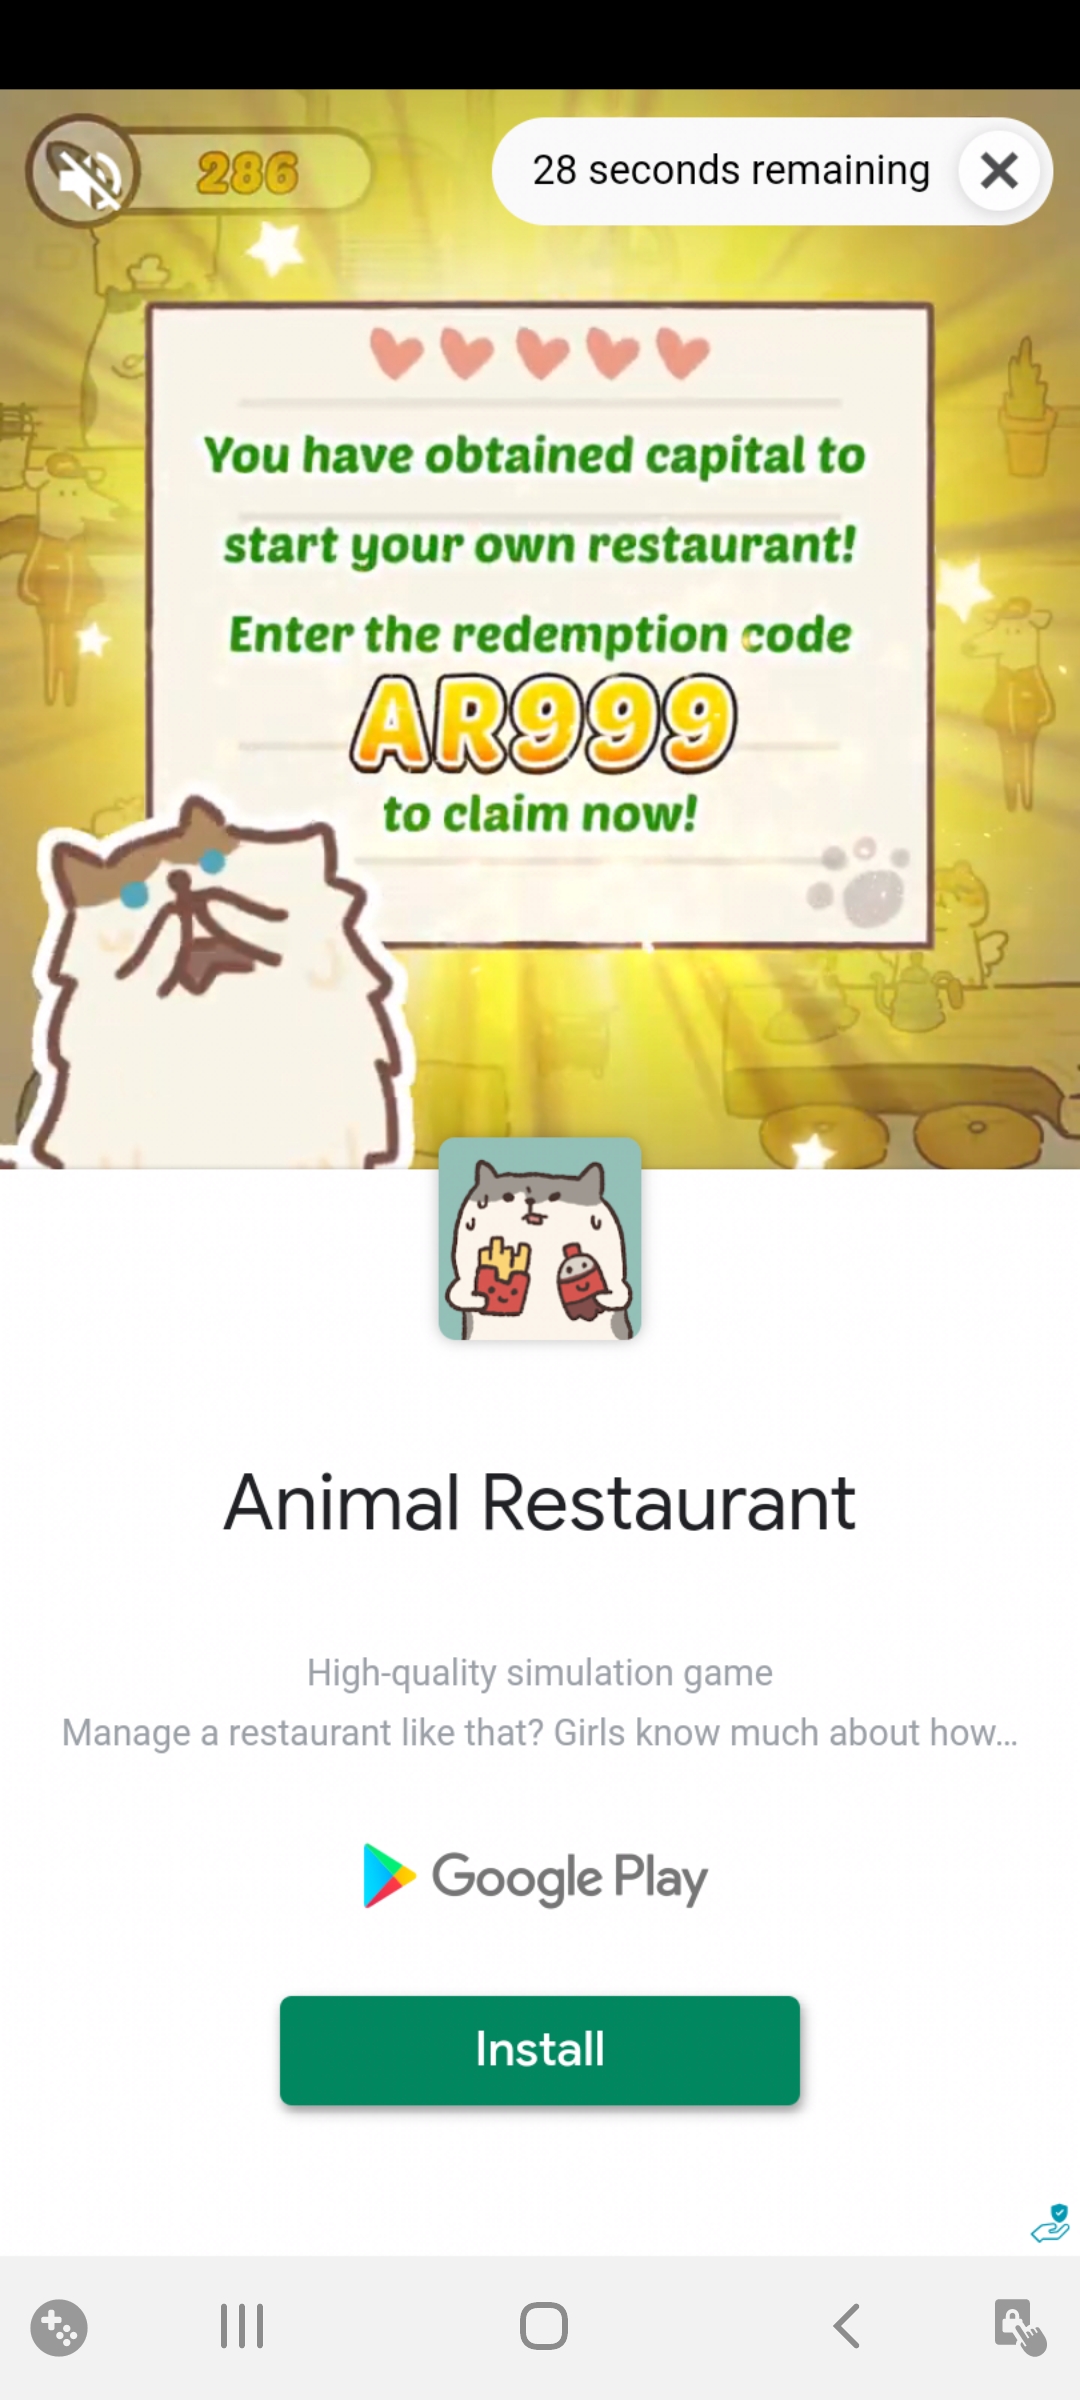 286
28 seconds remaining
You have obtained capital to
start your own restaurant!
Enter the redemption code
AR999
to claim now!
Animal Restaurant
High-quality simulation game
Manage a restaurant like that? Girls know much about how...
Google Play
Install